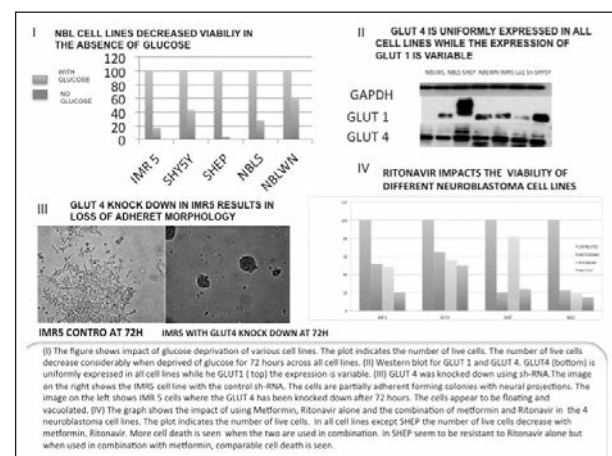 I NBL CELL LINES DECREASED VIABILIY IN
THE ABSENCE OF GLUCOSE
WITH
GLUCOSE
NO
GLUCOSE
120
100
80
60
40
20
0
IMR 5
SHY5Y
SHEP
NBLS
NBLWN
II GLUT 4 IS UNIFORMLY EXPRESSED IN ALL
CELL LINES WHILE THE EXPRESSION OF
GLUT 1 IS VARIABLE
GAPDH
GLUT 1
GLUT 4
III GLUT 4 KNOCK DOWN IN IMR5 RESULTS IN
LOSS OF ADHERET MORPHOLOGY
IMR5 CONTRO AT 72H
IMR5 WITH GLUT4 KNOCK DOWN AT 72H
IV RITONAVIR IMPACTS THE VIABILITY OF
DIFFERENT NEUROBLASTOMA CELL LINES
(I) The figure shows impact of glucose deprivation of various cell lines. The plot indicates the number of live cells. The number of live cells
decrease considerably when deprived of glucose for 72 hours across all cell lines. (II) Western blot for GLUT 1 and GLUT 4. GLUT4 (bottom) is
uniformly expressed in all cell lines while he GLUT1 ( top) the expression is variable. (III) GLUT 4 was knocked down using sh-RNA. The image
on the right shows the IMR5 cell line with the control sh-RNA. The cells are partially adherent forming colonies with neural projections. The
image on the left shows IMR 5 cells where the GLUT 4 has been knocked down after 72 hours. The cells appear to be floating and
vacuolated. (IV) The graph shows the impact of using Metformin, Ritonavir alone and the combination of metformin and Ritonavir in the 4
neuroblastoma cell lines. The plot indicates the number of live cells. In all cell lines except SHEP the number of live cells decrease with
metformin, Ritonavir. More cell death is seen when the two are used in combination. In SHEP seem to be resistant to Ritonavir alone but
when used in combination with metformin, comparable cell death is seen.